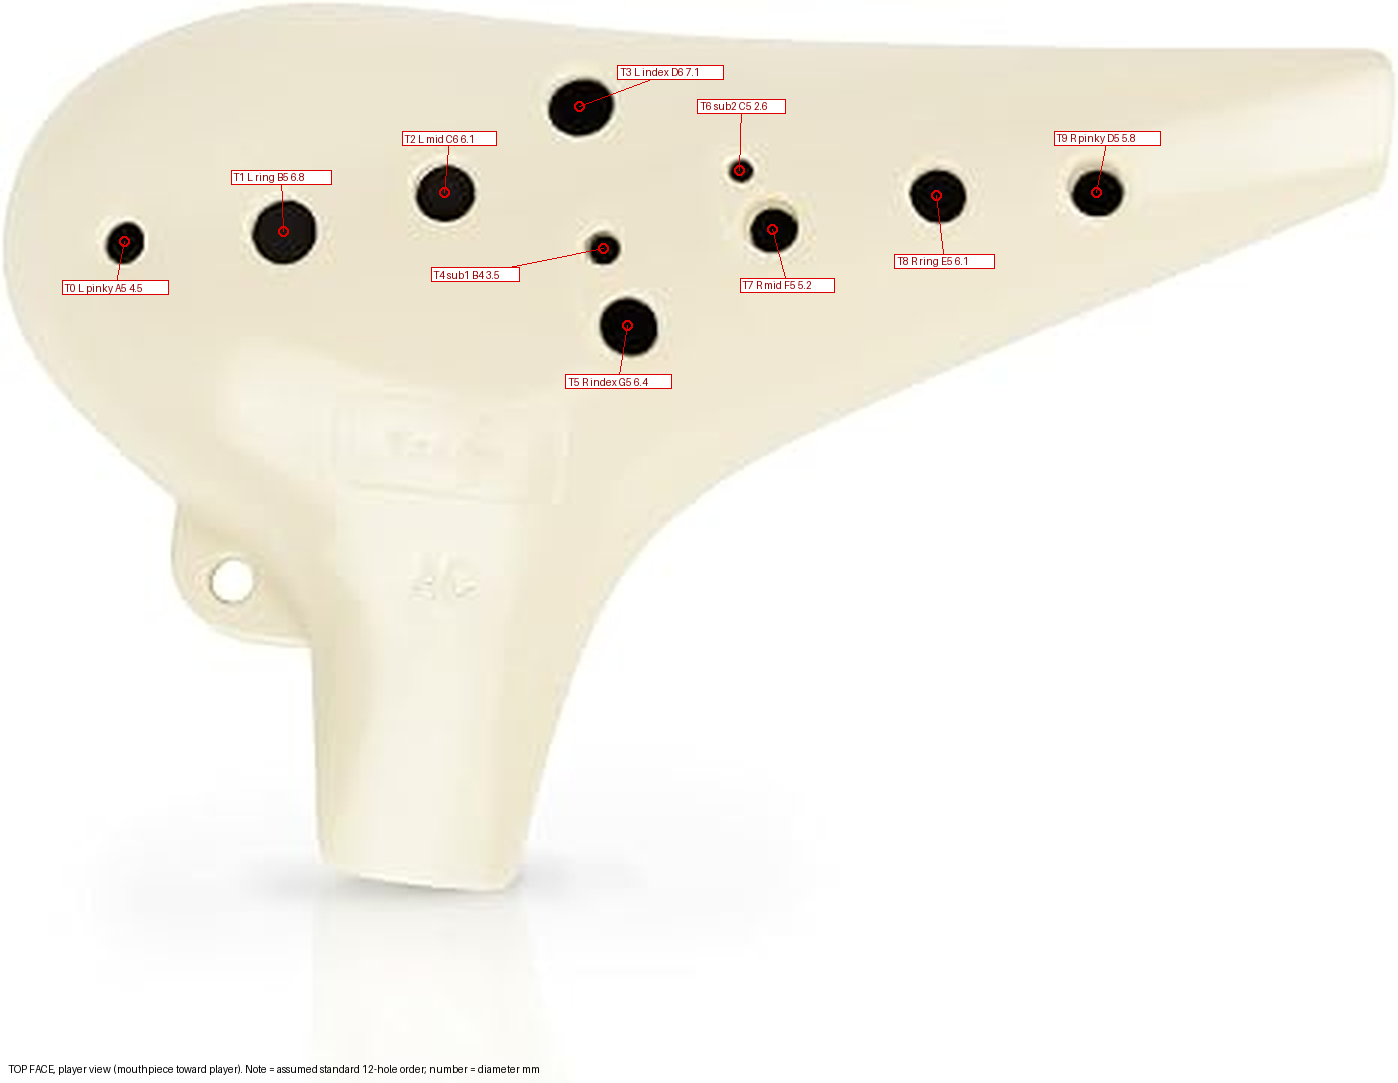 T3 L index D6 7.1
T6 sub2 C5 2.6
T2 L mid C6 6.1
T9 R pinky D5 5.8
T1 L ring B5 6.8
T8 R ring E5 6.1
T4 sub1 B4 3.5
T0 L pinky A5 4.5
T7 R mid F5 5.2
T5 R index G5 6.4
TOP FACE, player view (mouthpiece toward player). Note = assumed standard 12-hole order; number = diameter mm